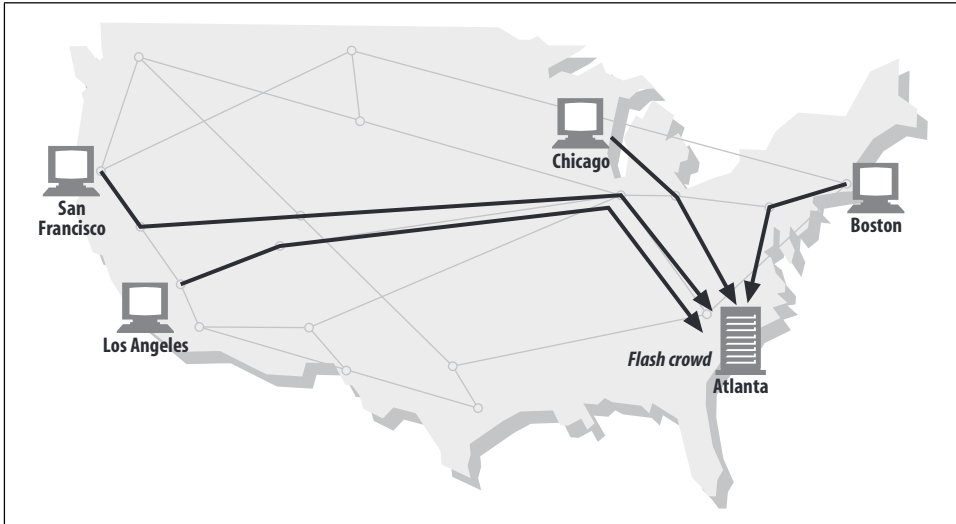 Chicago
San
Francisco
Boston
Los Angeles
Flash crowd
Atlanta